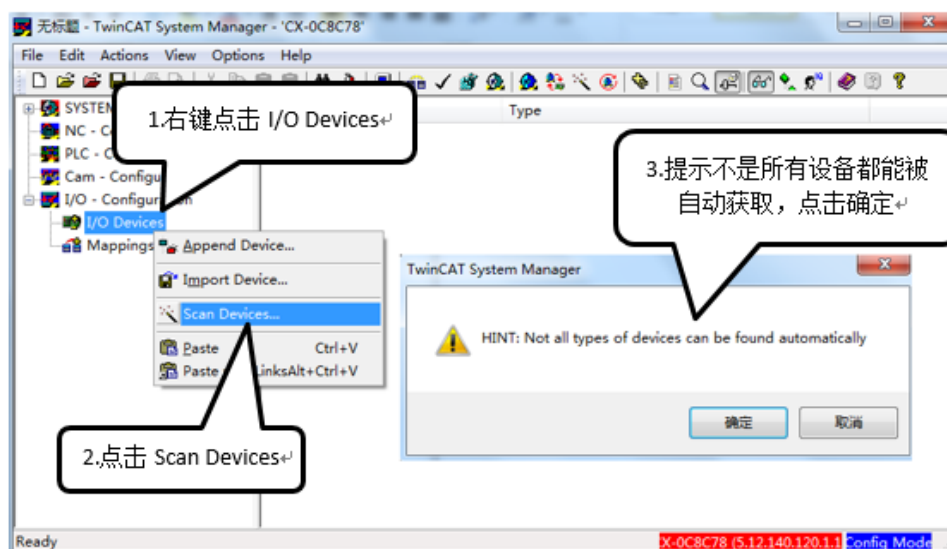 无标题 - TwinCAT System Manager - 'CX-0C8C78'
File Edit Actions View Options Help
Type
1.右键点击 I/O Devices
SYSTEM
NC -
PLC -
Cam - Configu
I/O - Configuration
I/O Devices
Mappings
Append Device...
Import Device...
Scan Devices...
Paste Ctrl+V
Paste LinksAlt+Ctrl+V
2.点击 Scan Devices
3.提示不是所有设备都能被
自动获取，点击确定
TwinCAT System Manager
HINT: Not all types of devices can be found automatically
确定
取消
Ready
CX-0C8C78 (5.12.140.120.1.1
Config Mode